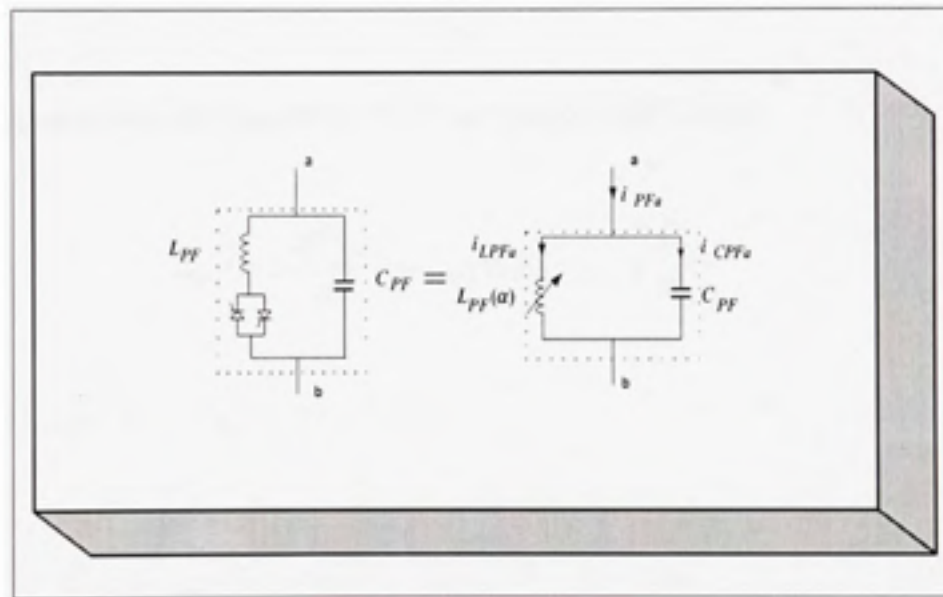 a
L_PF
C_PF
b
=
a
i_PFa
i_LPFa
i_CPFa
L_PF(α)
C_PF
b